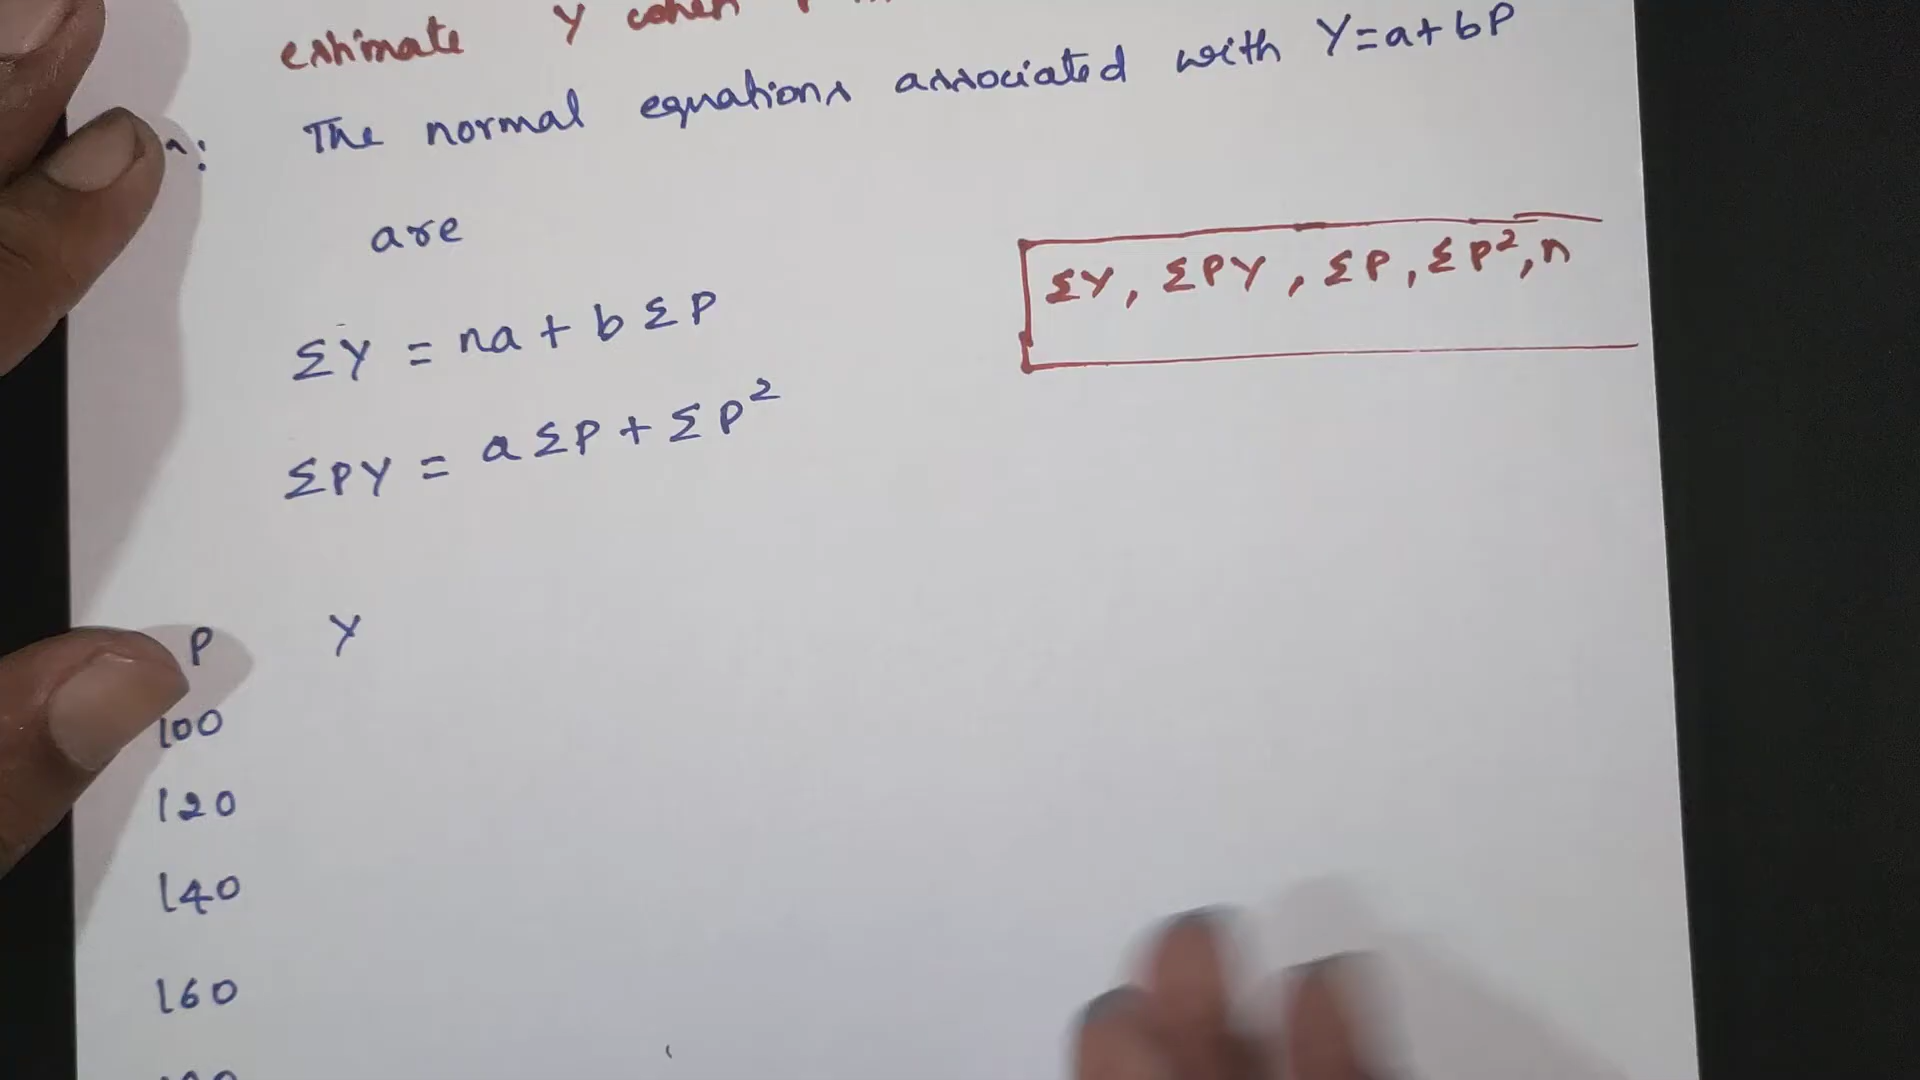 estimate Y when
The normal equations associated with Y=a+bP
are
ΣY = na + bΣP
ΣY, ΣPY, ΣP, ΣP², n
ΣPY = aΣP + ΣP²
P Y
100
120
140
160